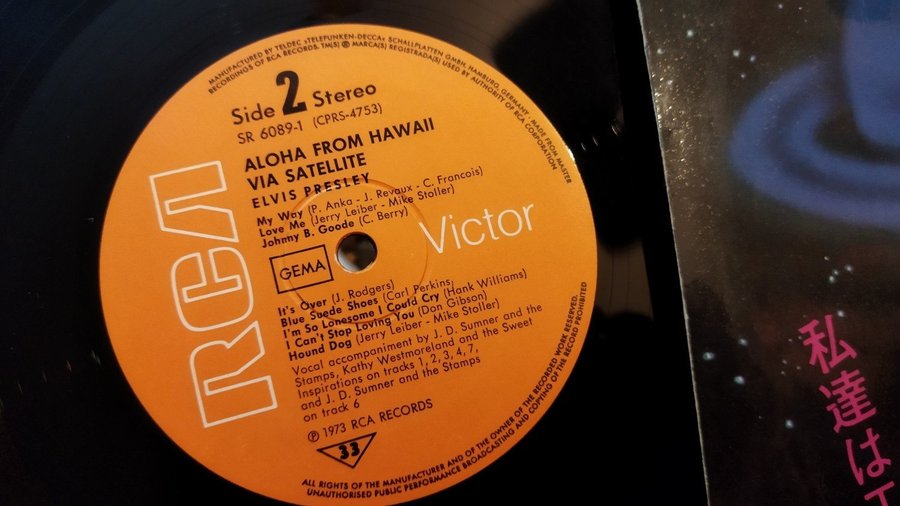 MANUFACTURED BY TELDEC »TELEFUNKEN-DECCA« SCHALLPLATTEN GMBH, HAMBURG, GERMANY · MADE FROM MASTER
RECORDINGS OF RCA RECORDS. TM(S) ® MARCA(S) REGISTRADA(S) USED BY AUTHORITY OF RCA CORPORATION
Side 2 Stereo
SR 6089-1 (CPRS-4753)
ALOHA FROM HAWAII
VIA SATELLITE
ELVIS PRESLEY
My Way (P. Anka - J. Revaux - C. Francois)
Love Me (Jerry Leiber - Mike Stoller)
Johnny B. Goode (C. Berry)
RCA
Victor
GEMA
It's Over (J. Rodgers)
Blue Suede Shoes (Carl Perkins,
I'm So Lonesome I Could Cry (Hank Williams)
I Can't Stop Loving You (Don Gibson)
Hound Dog (Jerry Leiber - Mike Stoller)
Vocal accompaniment by J. D. Sumner and the
Stamps, Kathy Westmoreland and the Sweet
Inspirations on tracks 1, 2, 3, 4, 7,
and J. D. Sumner and the Stamps
on track 6
℗ 1973 RCA RECORDS
33
ALL RIGHTS OF THE MANUFACTURER AND OF THE OWNER OF THE RECORDED WORK RESERVED.
UNAUTHORISED PUBLIC PERFORMANCE BROADCASTING AND COPYING OF THE RECORD PROHIBITED
私達は